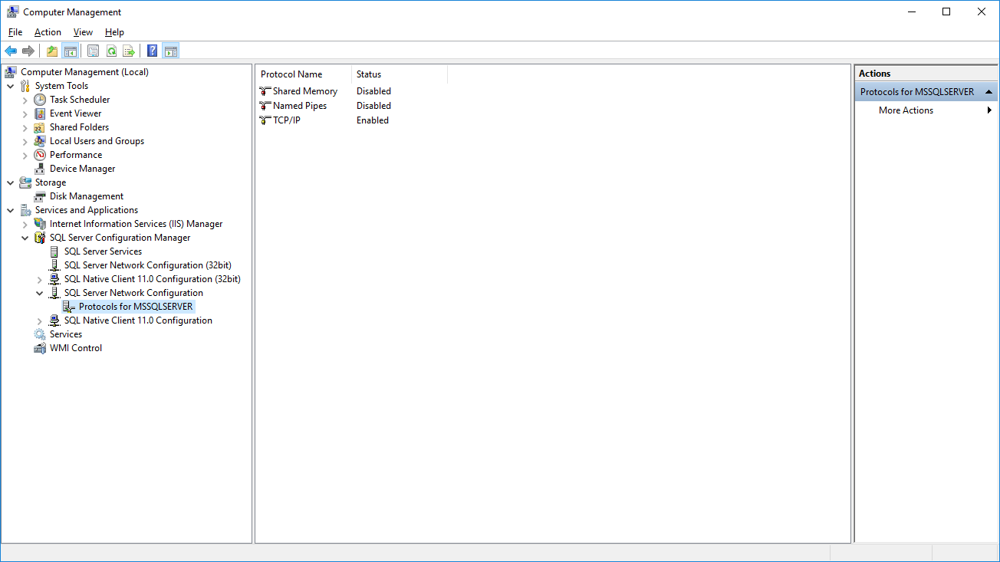 Computer Management
File Action View Help
Computer Management (Local)
System Tools
Task Scheduler
Event Viewer
Shared Folders
Local Users and Groups
Performance
Device Manager
Storage
Disk Management
Services and Applications
Internet Information Services (IIS) Manager
SQL Server Configuration Manager
SQL Server Services
SQL Server Network Configuration (32bit)
SQL Native Client 11.0 Configuration (32bit)
SQL Server Network Configuration
Protocols for MSSQLSERVER
SQL Native Client 11.0 Configuration
Services
WMI Control
Protocol Name Status
Shared Memory Disabled
Named Pipes Disabled
TCP/IP Enabled
Actions
Protocols for MSSQLSERVER
More Actions